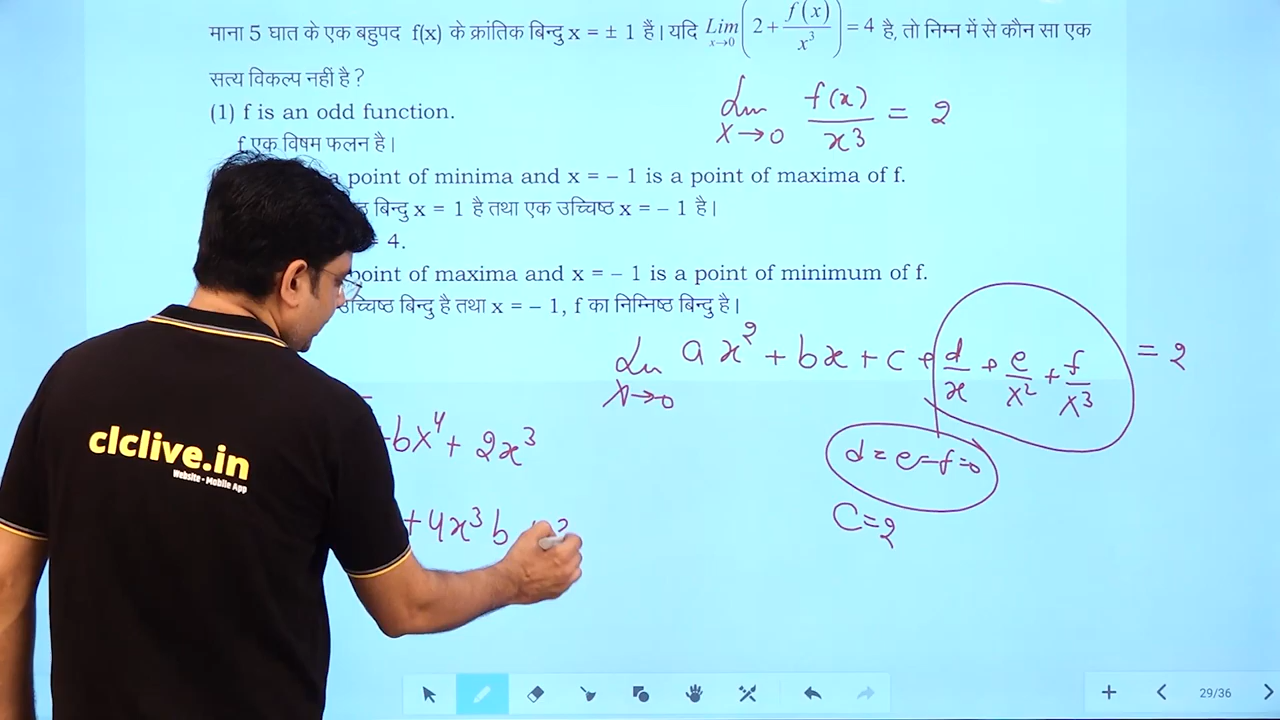 माना 5 घात के एक बहुपद f(x) के क्रांतिक बिन्दु x = ± 1 हैं। यदि Lim x→0 (2 + f(x)/x³) = 4 है, तो निम्न में से कौन सा एक
सत्य विकल्प नहीं है ?
(1) f is an odd function.
f एक विषम फलन है।
Lim x→0 f(x)/x³ = 2
a point of minima and x = – 1 is a point of maxima of f.
बिन्दु x = 1 है तथा एक उच्चिष्ठ x = – 1 है।
= 4.
point of maxima and x = – 1 is a point of minimum of f.
उच्चिष्ठ बिन्दु है तथा x = – 1, f का निम्निष्ठ बिन्दु है।
Lim x→0 ax² + bx + c + d/x + e/x² + f/x³ = 2
bx⁴ + 2x³
d = e = f = 0
+ 4x³b
C = 2
clclive.in
Website • Mobile App
29/36